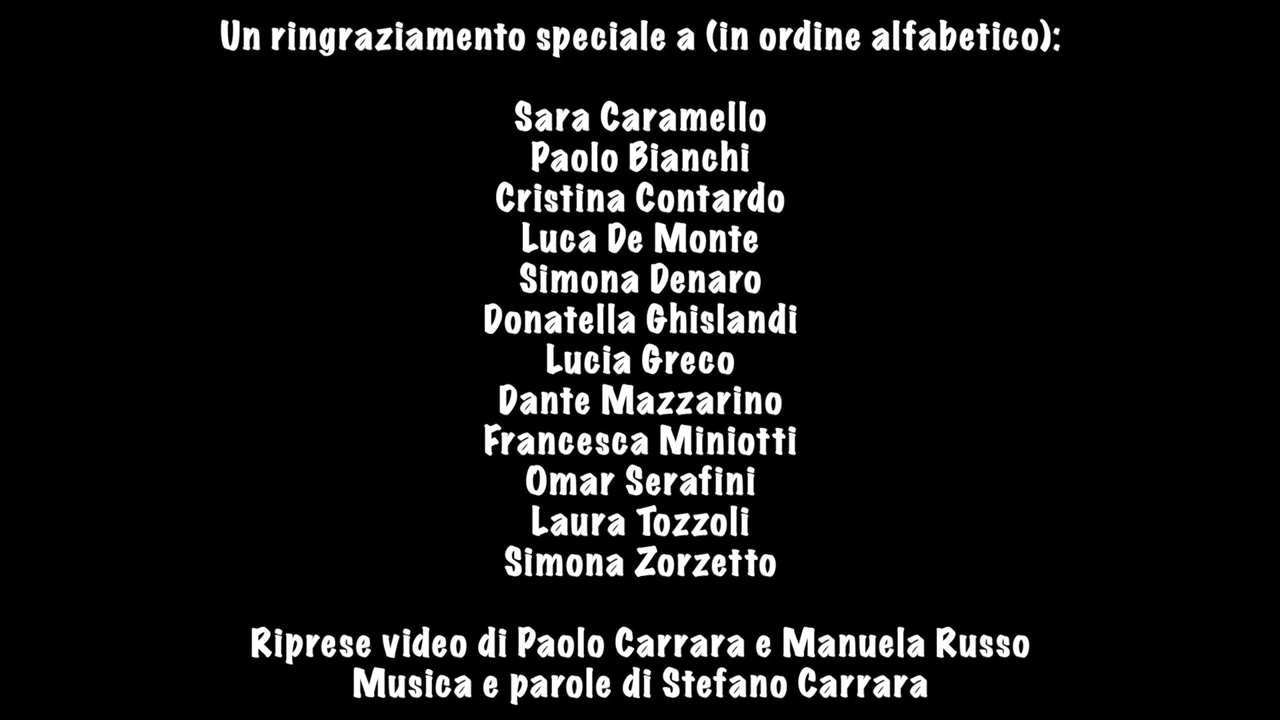 Un ringraziamento speciale a (in ordine alfabetico):
Sara Caramello
Paolo Bianchi
Cristina Contardo
Luca De Monte
Simona Denaro
Donatella Ghislandi
Lucia Greco
Dante Mazzarino
Francesca Miniotti
Omar Serafini
Laura Tozzoli
Simona Zorzetto
Riprese video di Paolo Carrara e Manuela Russo
Musica e parole di Stefano Carrara